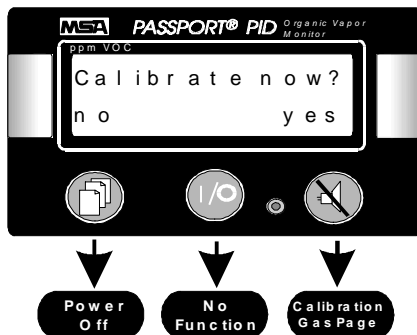 MSA PASSPORT® PID Organic Vapor
Monitor
ppm VOC
Calibrate now?
no yes
I/O
Power
Off
No
Function
Calibration
Gas Page